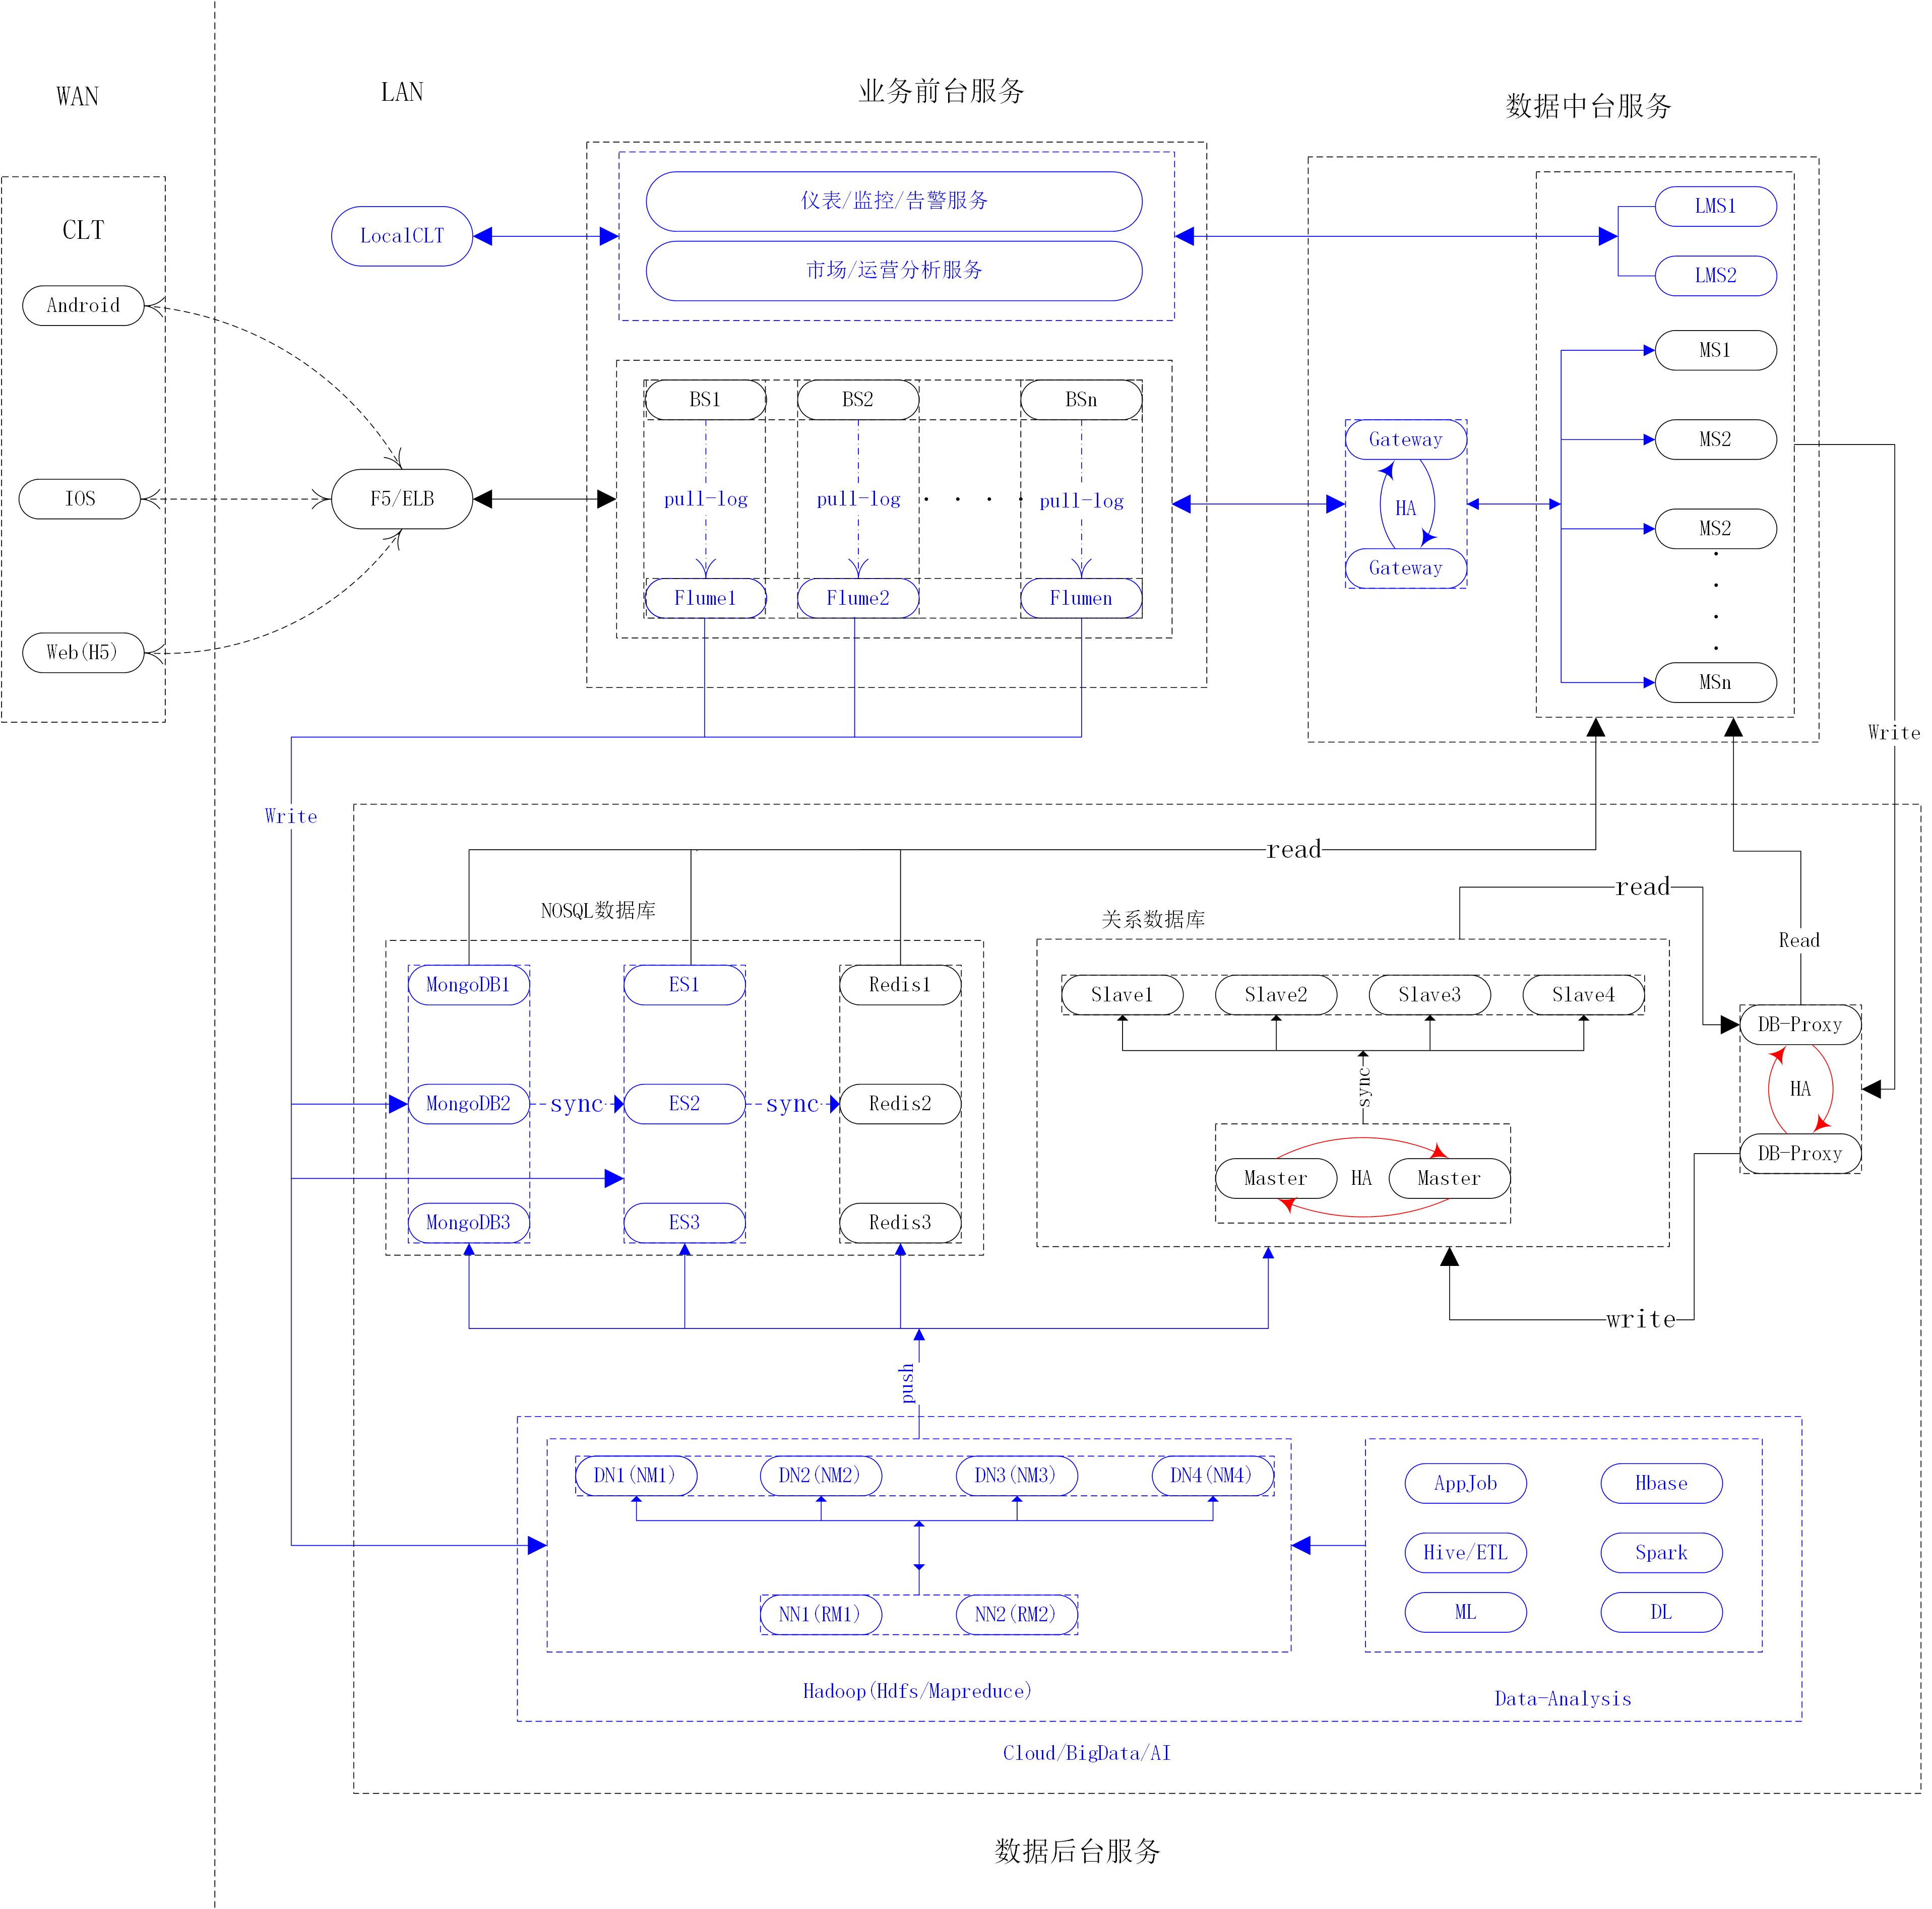 WAN
LAN
业务前台服务
数据中台服务
CLT
Android
IOS
Web(H5)
LocalCLT
F5/ELB
仪表/监控/告警服务
市场/运营分析服务
BS1
BS2
BSn
pull-log
pull-log
· · · ·
pull-log
Flume1
Flume2
Flumen
Gateway
HA
Gateway
LMS1
LMS2
MS1
MS2
MS2
MSn
Write
Write
read
read
Read
NOSQL数据库
关系数据库
MongoDB1
ES1
Redis1
MongoDB2
sync
ES2
sync
Redis2
MongoDB3
ES3
Redis3
Slave1
Slave2
Slave3
Slave4
sync
Master
HA
Master
DB-Proxy
HA
DB-Proxy
write
push
DN1(NM1)
DN2(NM2)
DN3(NM3)
DN4(NM4)
NN1(RM1)
NN2(RM2)
Hadoop(Hdfs/Mapreduce)
AppJob
Hbase
Hive/ETL
Spark
ML
DL
Data-Analysis
Cloud/BigData/AI
数据后台服务